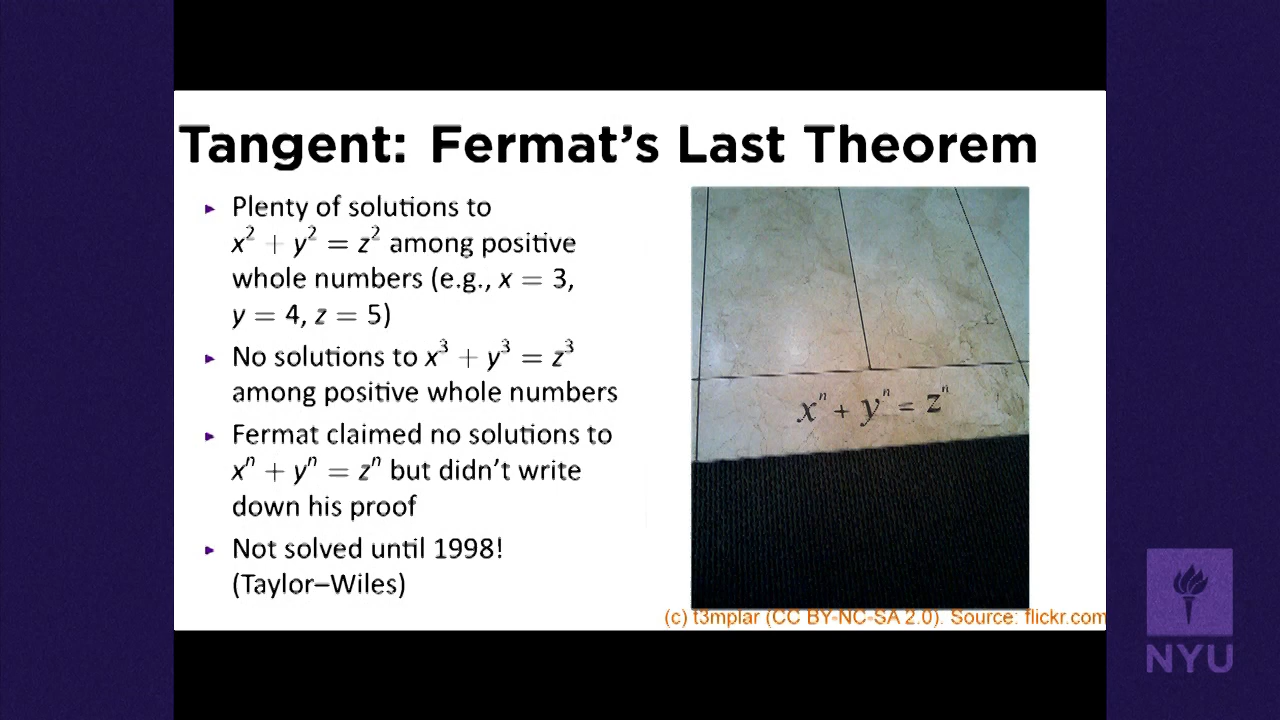 Tangent: Fermat’s Last Theorem
▸ Plenty of solutions to
x² + y² = z² among positive
whole numbers (e.g., x = 3,
y = 4, z = 5)
▸ No solutions to x³ + y³ = z³
among positive whole numbers
▸ Fermat claimed no solutions to
xⁿ + yⁿ = zⁿ but didn’t write
down his proof
▸ Not solved until 1998!
(Taylor–Wiles)
xⁿ + yⁿ = zⁿ
(c) t3mplar (CC BY-NC-SA 2.0). Source: flickr.com
NYU